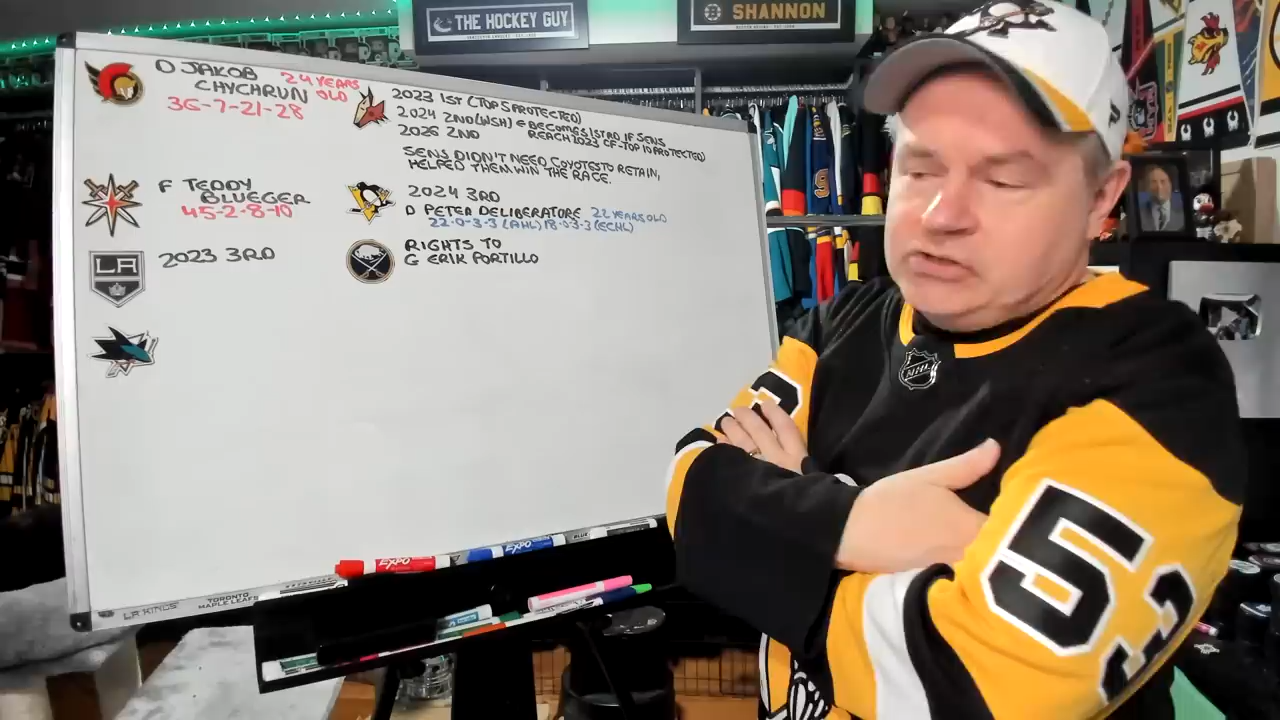 THE HOCKEY GUY
SHANNON
D JAKOB CHYCHRUN
24 YEARS OLD
36-7-21-28
2023 1ST (TOP 5 PROTECTED)
2024 2ND (WSH) ← BECOMES 1ST RD IF SENS
REACH 2023 CF-TOP 10 PROTECTED)
2026 2ND
SENS DIDN'T NEED COYOTES TO RETAIN,
HELPED THEM WIN THE RACE.
F TEDDY
BLUEGER
45-2-8-10
2024 3RD
D PETER DELIBERATORE 22 YEARS OLD
22-0-3-3 (AHL) 18-0-3-3 (ECHL)
LA
2023 3RD
RIGHTS TO
G ERIK PORTILLO
NHL
53
EXPO
EXPO
BLUE
LA KINGS
TORONTO
MAPLE LEAFS